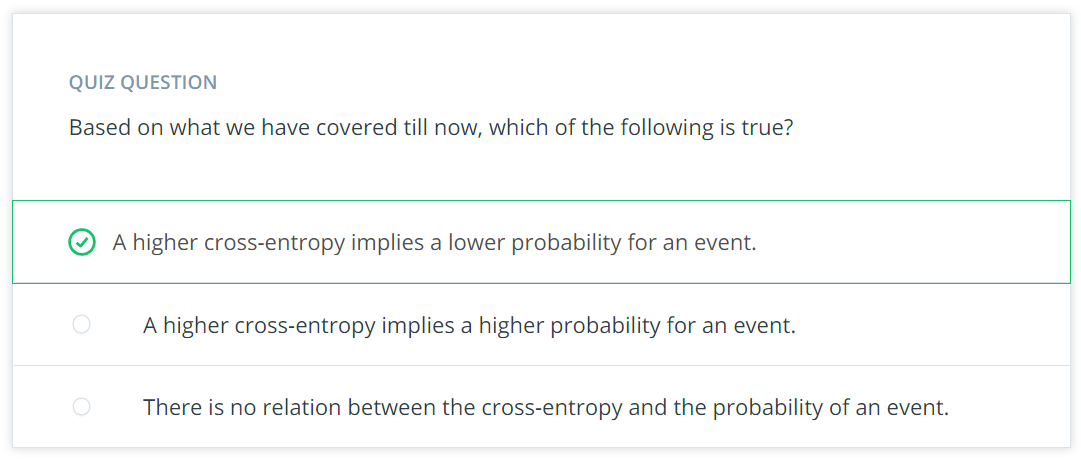 QUIZ QUESTION
Based on what we have covered till now, which of the following is true?
A higher cross-entropy implies a lower probability for an event.
A higher cross-entropy implies a higher probability for an event.
There is no relation between the cross-entropy and the probability of an event.